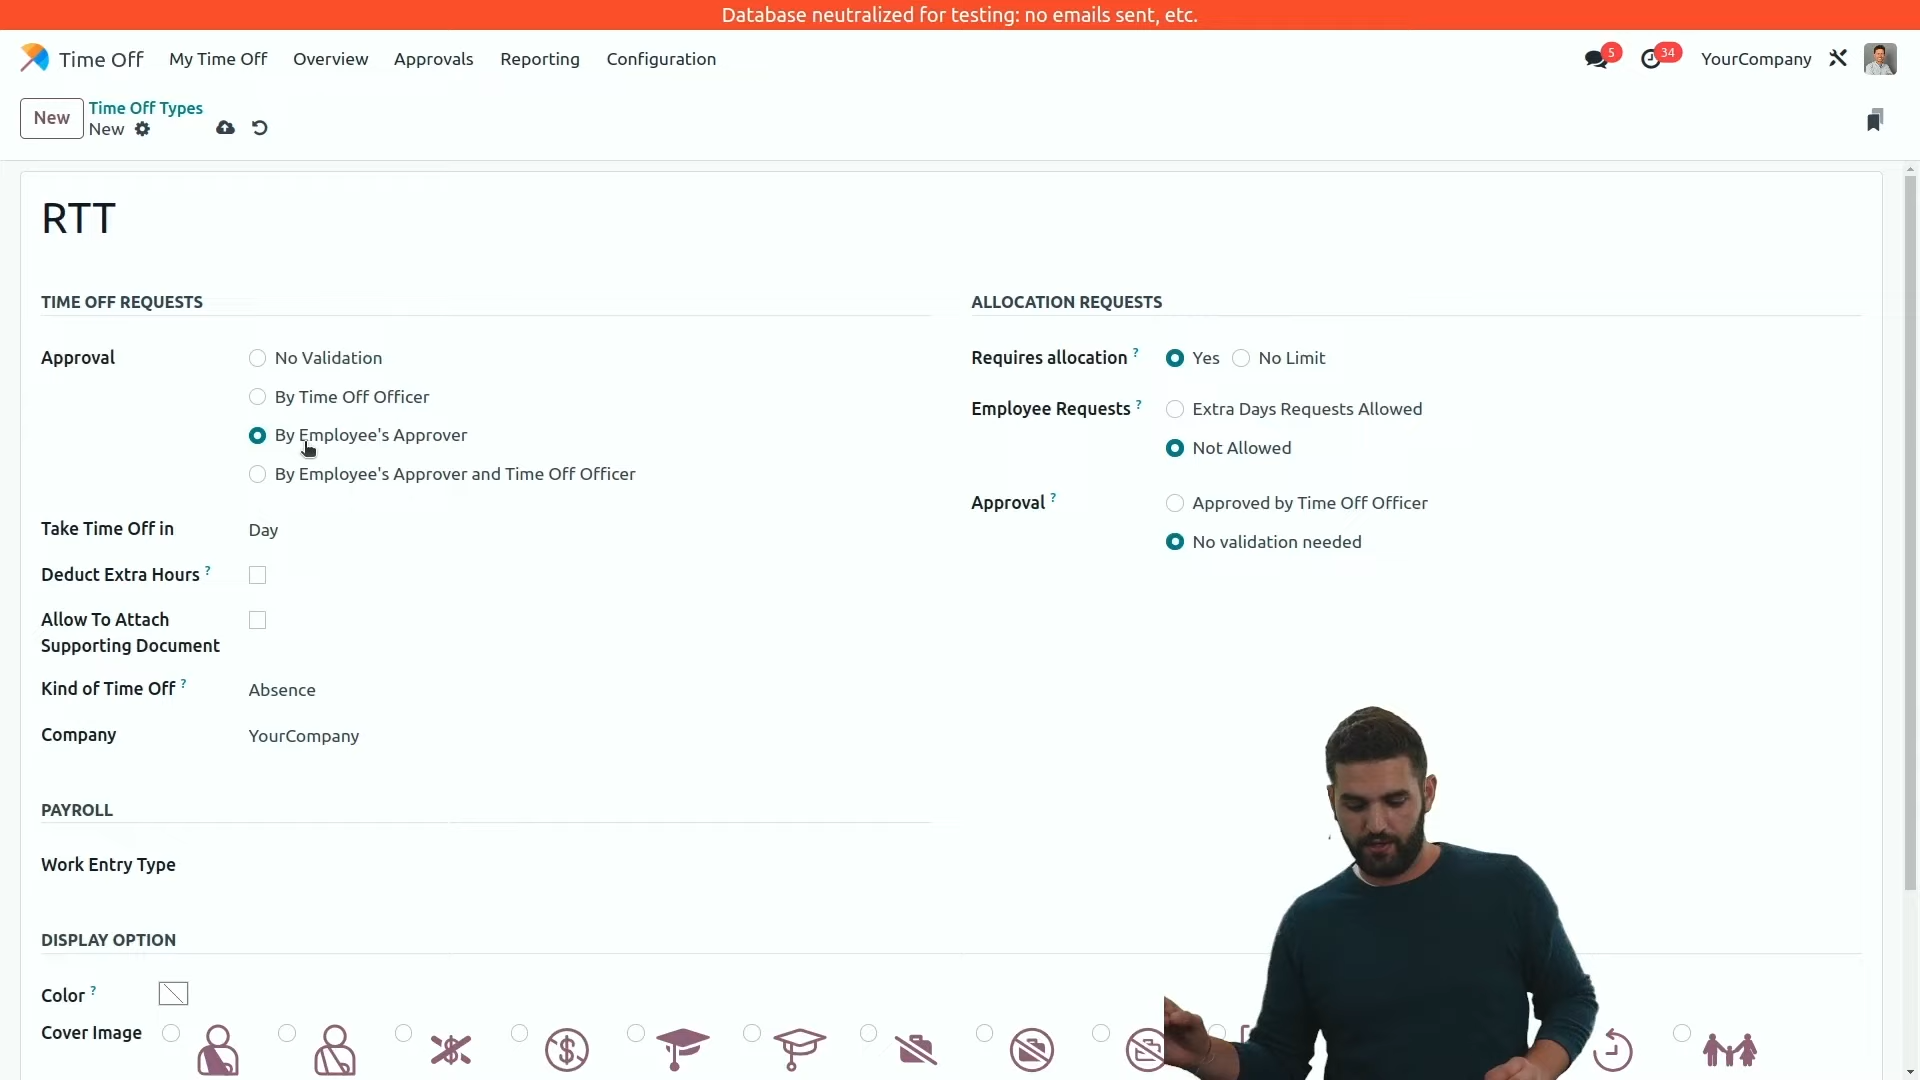 Database neutralized for testing: no emails sent, etc.
Time Off My Time Off Overview Approvals Reporting Configuration 5 34 YourCompany
New Time Off Types
New
RTT
TIME OFF REQUESTS
Approval
No Validation
By Time Off Officer
By Employee's Approver
By Employee's Approver and Time Off Officer
Take Time Off in Day
Deduct Extra Hours ?
Allow To Attach
Supporting Document
Kind of Time Off ? Absence
Company YourCompany
ALLOCATION REQUESTS
Requires allocation ? Yes No Limit
Employee Requests ? Extra Days Requests Allowed
Not Allowed
Approval ? Approved by Time Off Officer
No validation needed
PAYROLL
Work Entry Type
DISPLAY OPTION
Color ?
Cover Image